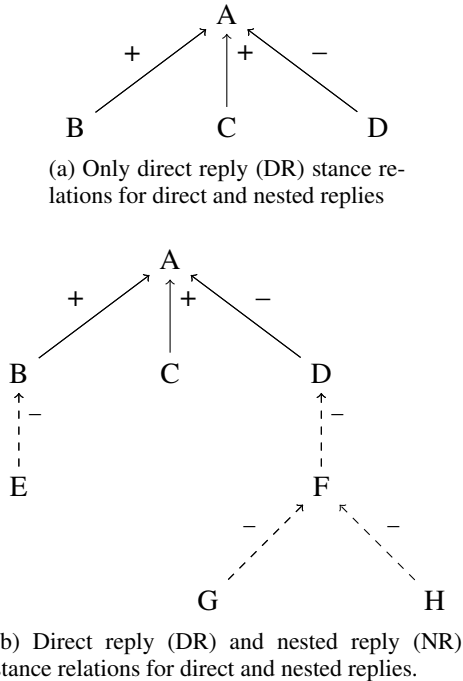 A
+ + −
B C D
(a) Only direct reply (DR) stance re-
lations for direct and nested replies
A
+ + −
B C D
− −
E F
− −
G H
b) Direct reply (DR) and nested reply (NR)
stance relations for direct and nested replies.